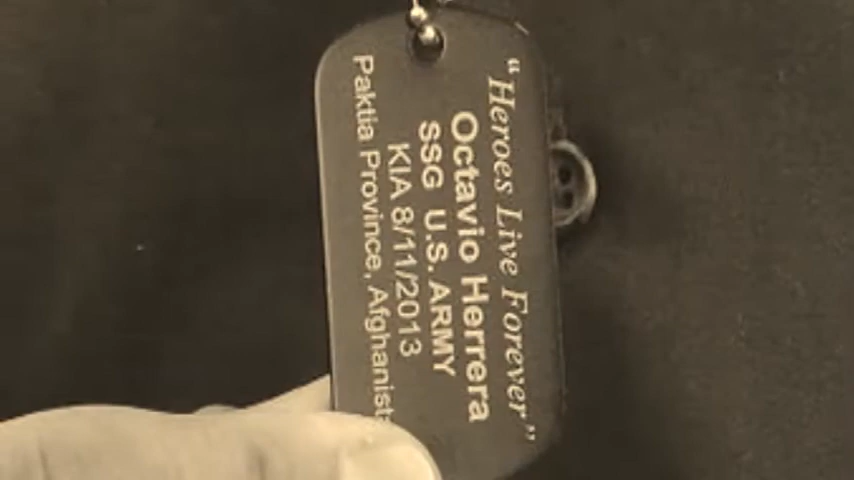 “Heroes Live Forever”
Octavio Herrera
SSG U.S. ARMY
KIA 8/11/2013
Paktia Province, Afghanist